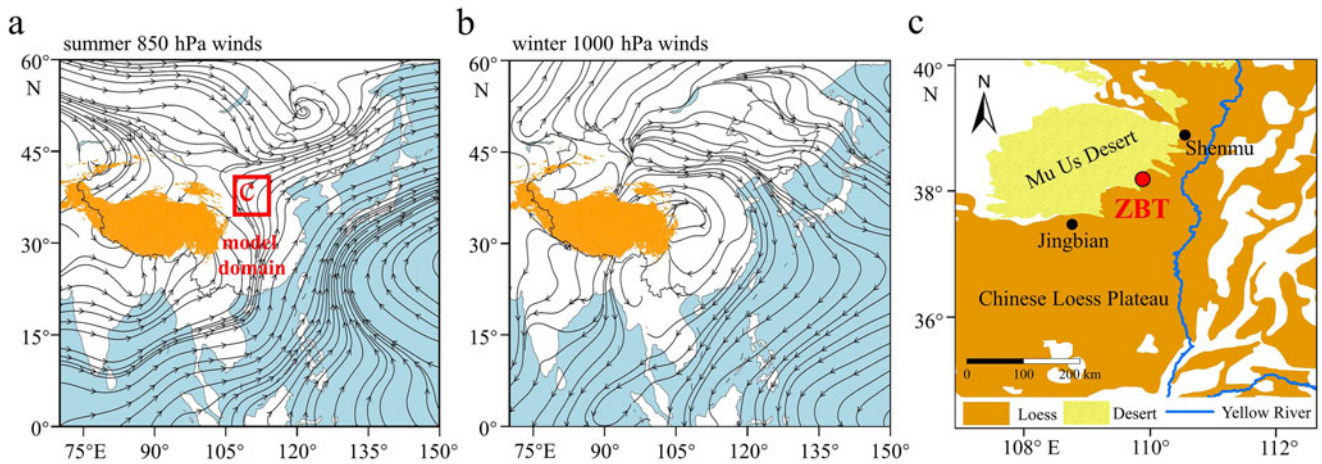 a
summer 850 hPa winds
60°
N
45°
30°
15°
0°
75°E
90°
105°
120°
135°
150°
C
model
domain
b
winter 1000 hPa winds
60°
N
45°
30°
15°
0°
75°E
90°
105°
120°
135°
150°
c
40°
N
38°
36°
N
Mu Us Desert
Shenmu
ZBT
Jingbian
Chinese Loess Plateau
0 100 200 km
Loess Desert Yellow River
108° E
110°
112°